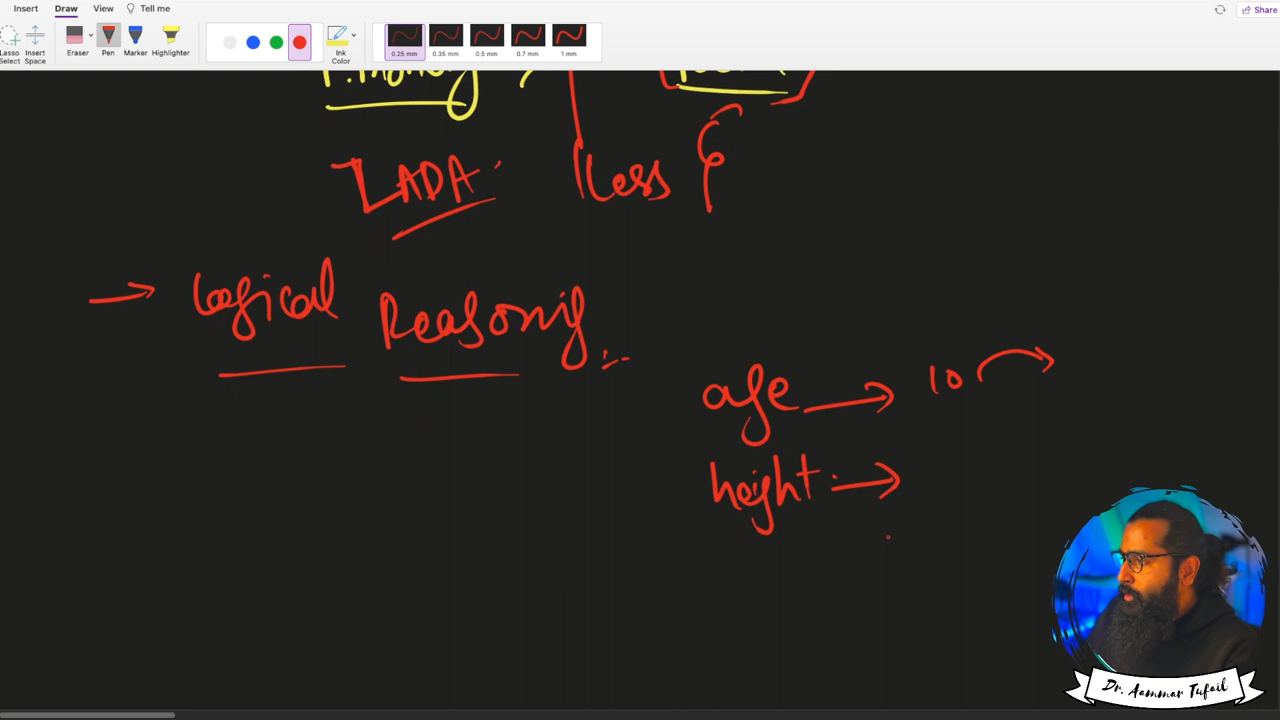 Insert Draw View Tell me
Share
Lasso Select Insert Space Eraser Pen Marker Highlighter Ink Color 0.25 mm 0.35 mm 0.5 mm 0.7 mm 1 mm
P. money
LADA. Less
→ Logical Reasoning
age → 10
height →
Dr. Aammar Tufail